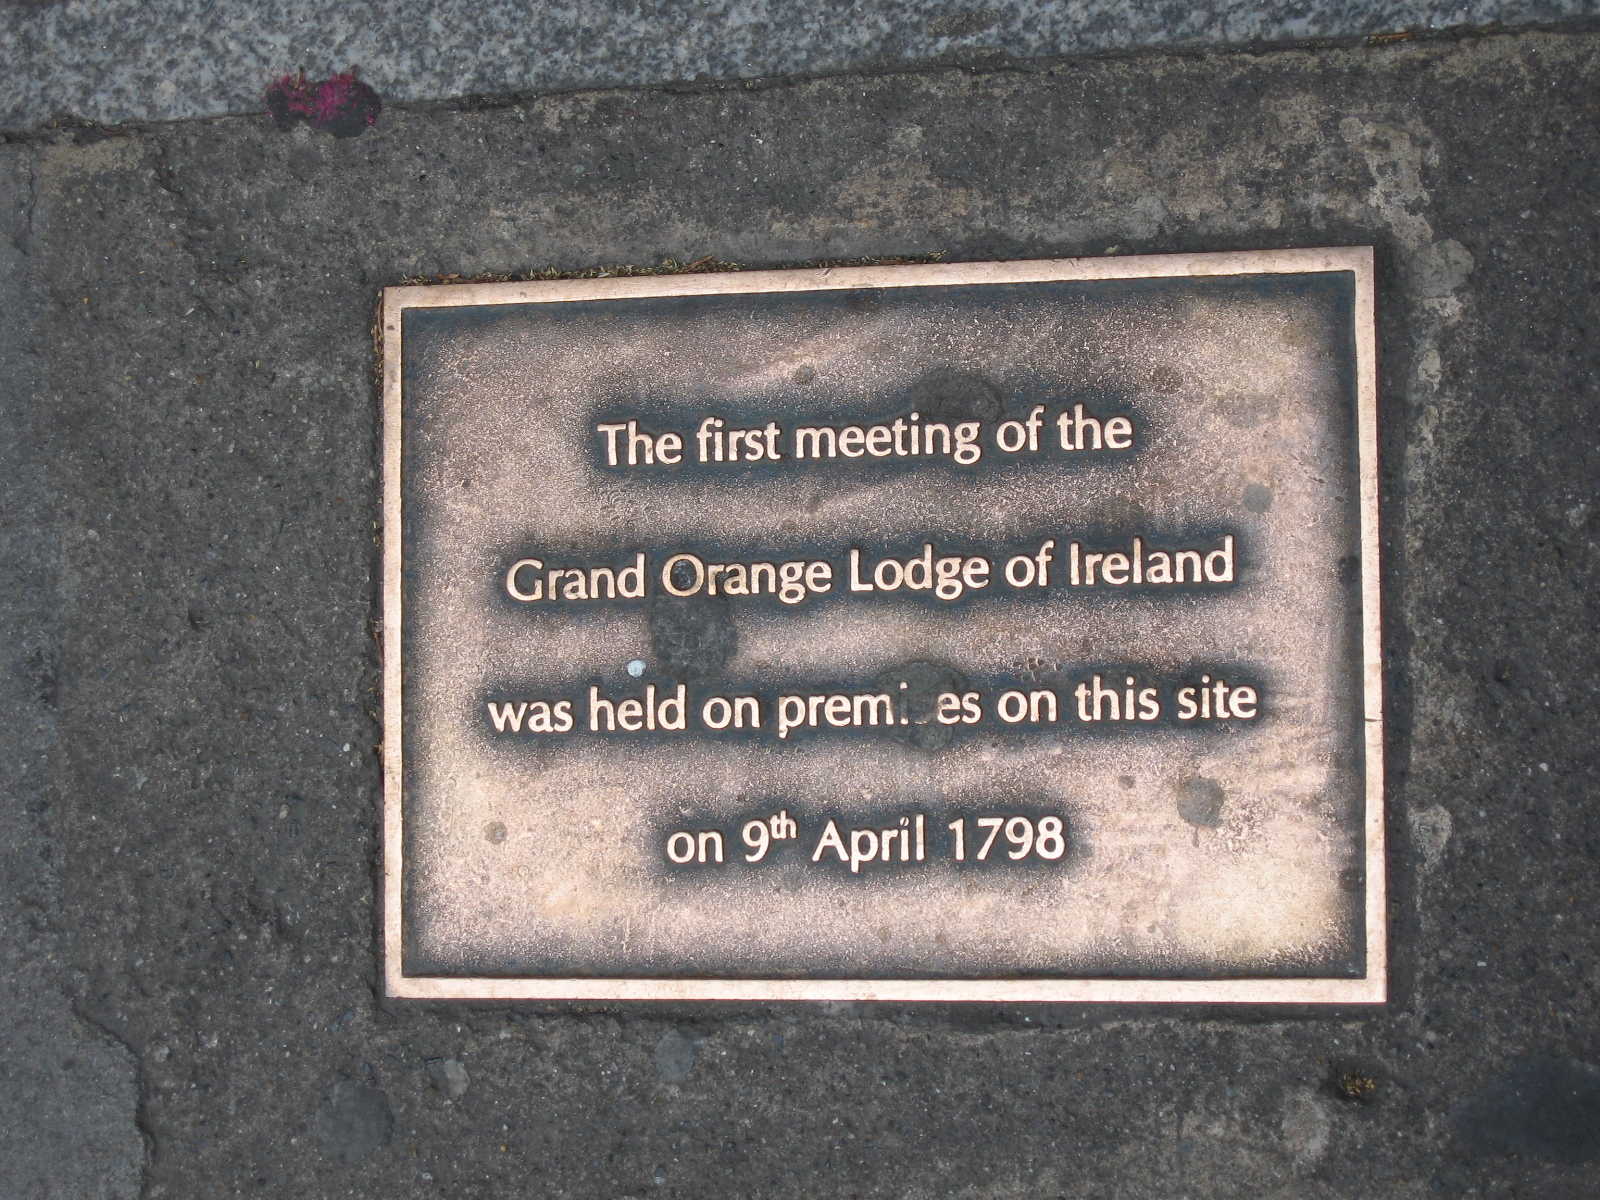 The first meeting of the
Grand Orange Lodge of Ireland
was held on premises on this site
on 9th April 1798